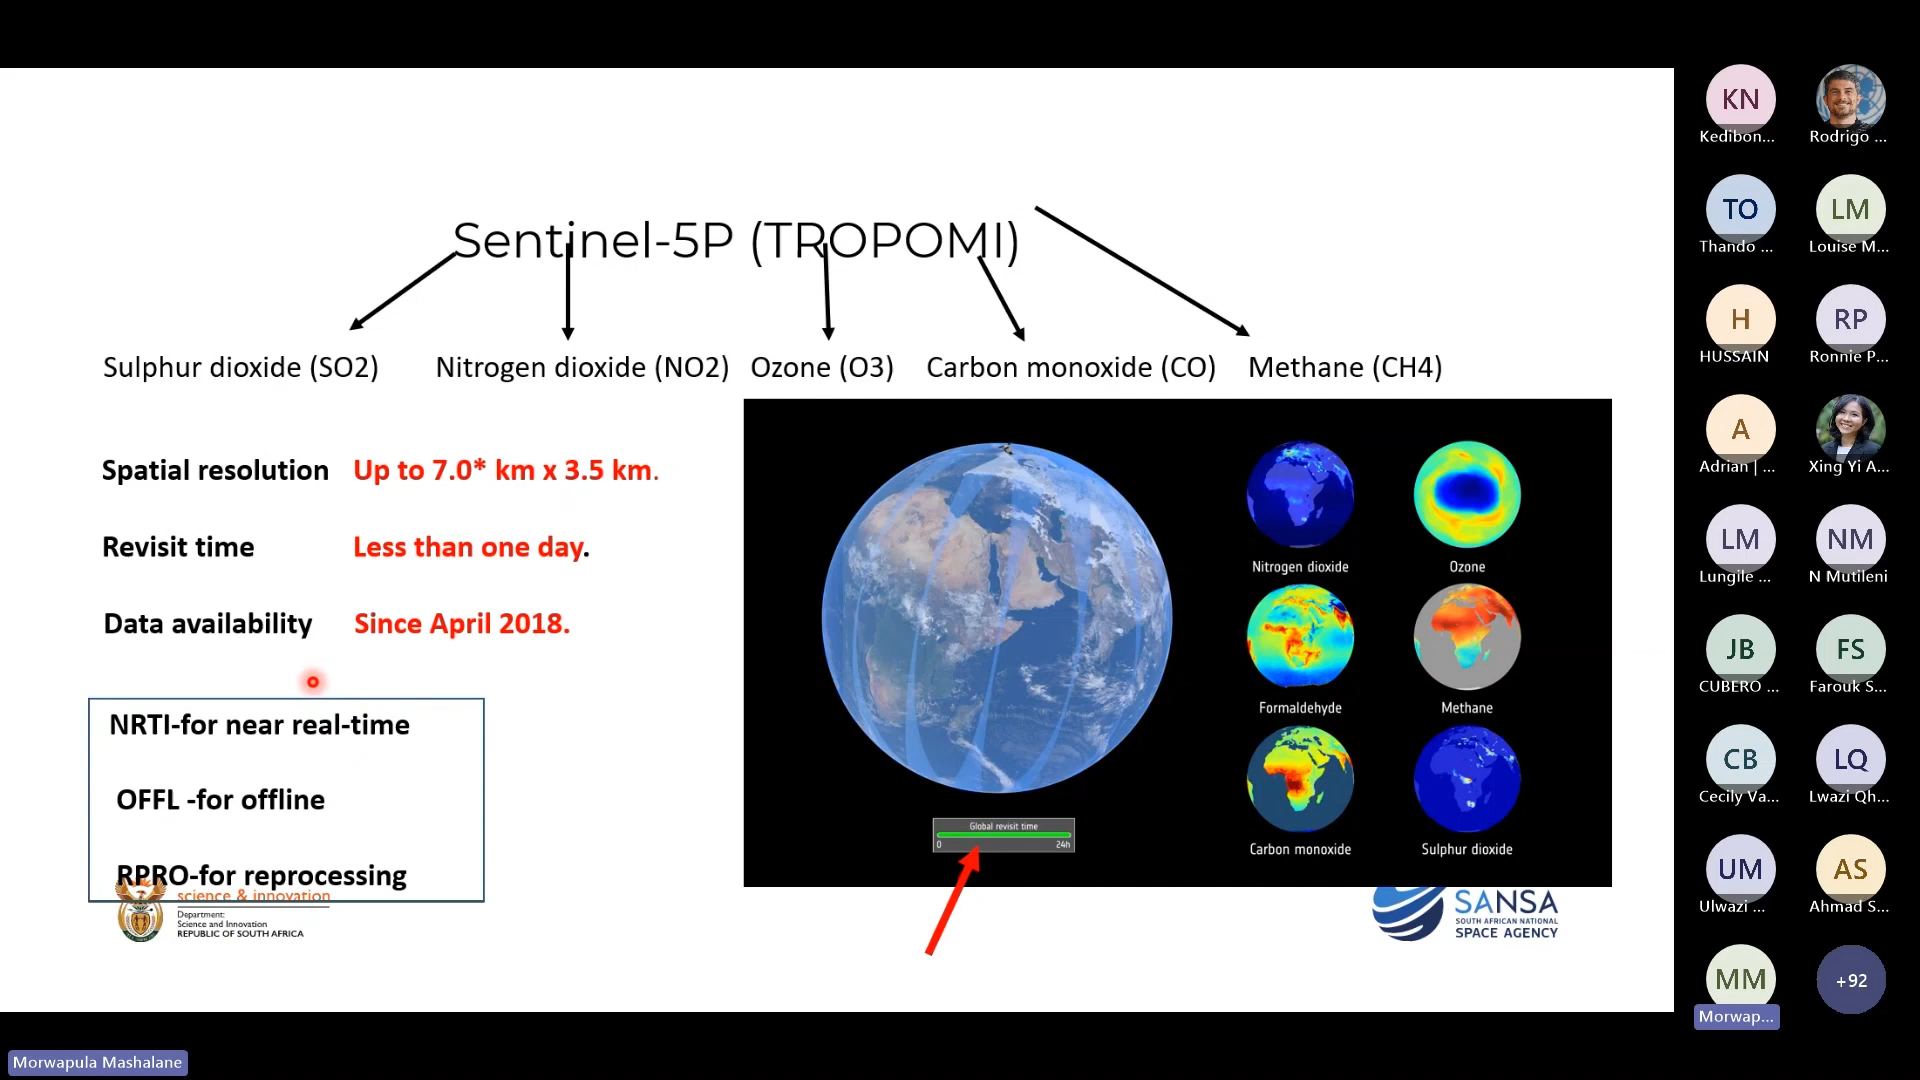 Sentinel-5P (TROPOMI)
Sulphur dioxide (SO2) Nitrogen dioxide (NO2) Ozone (O3) Carbon monoxide (CO) Methane (CH4)
Spatial resolution Up to 7.0* km x 3.5 km.
Revisit time Less than one day.
Data availability Since April 2018.
NRTI-for near real-time
OFFL -for offline
RPRO-for reprocessing
science & innovation
Department:
Science and Innovation
REPUBLIC OF SOUTH AFRICA
Nitrogen dioxide Ozone
Formaldehyde Methane
Carbon monoxide Sulphur dioxide
Global revisit time
0 24h
SANSA
SOUTH AFRICAN NATIONAL
SPACE AGENCY
KN
Kedibon... Rodrigo ...
TO LM
Thando ... Louise M...
H RP
HUSSAIN Ronnie P...
A
Adrian | ... Xing Yi A...
LM NM
Lungile ... N Mutileni
JB FS
CUBERO ... Farouk S...
CB LQ
Cecily Va... Lwazi Qh...
UM AS
Ulwazi ... Ahmad S...
MM +92
Morwap...
Morwapula Mashalane